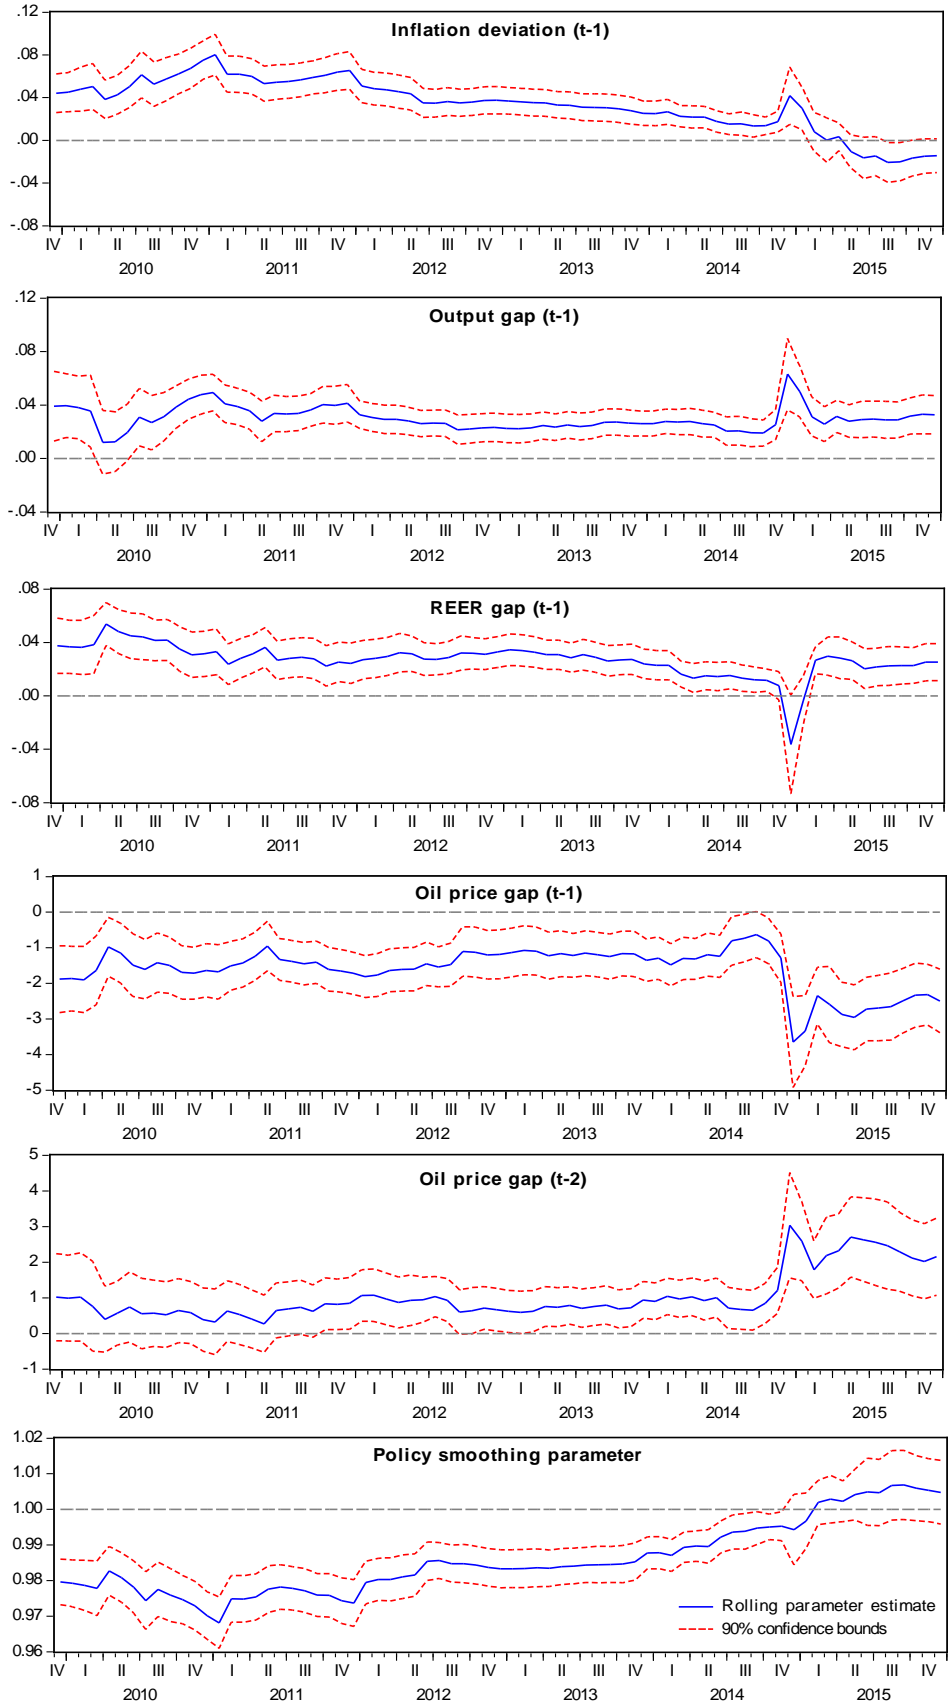 Inflation deviation (t-1)
.12
.08
.04
.00
-.04
-.08
IV I II III IV I II III IV I II III IV I II III IV I II III IV I II III IV
2010 2011 2012 2013 2014 2015
Output gap (t-1)
.12
.08
.04
.00
-.04
IV I II III IV I II III IV I II III IV I II III IV I II III IV I II III IV
2010 2011 2012 2013 2014 2015
REER gap (t-1)
.08
.04
.00
-.04
-.08
IV I II III IV I II III IV I II III IV I II III IV I II III IV I II III IV
2010 2011 2012 2013 2014 2015
Oil price gap (t-1)
1
0
-1
-2
-3
-4
-5
IV I II III IV I II III IV I II III IV I II III IV I II III IV I II III IV
2010 2011 2012 2013 2014 2015
Oil price gap (t-2)
5
4
3
2
1
0
-1
IV I II III IV I II III IV I II III IV I II III IV I II III IV I II III IV
2010 2011 2012 2013 2014 2015
Policy smoothing parameter
1.02
1.01
1.00
0.99
0.98
0.97
0.96
Rolling parameter estimate
90% confidence bounds
IV I II III IV I II III IV I II III IV I II III IV I II III IV I II III IV
2010 2011 2012 2013 2014 2015